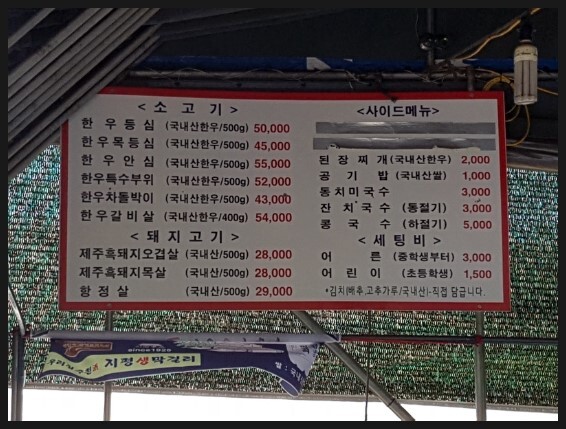 < 소 고 기 >
한 우 등 심 (국내산한우/500g) 50,000
한우목등심 (국내산한우/500g) 45,000
한 우 안 심 (국내산한우/500g) 55,000
한우특수부위 (국내산한우/500g) 52,000
한우차돌박이 (국내산한우/500g) 43,000
한우갈비살 (국내산한우/400g) 54,000
< 돼 지 고 기 >
제주흑돼지오겹살 (국내산/500g) 28,000
제주흑돼지목살 (국내산/500g) 28,000
항 정 살 (국내산/500g) 29,000
<사이드메뉴>
된 장 찌 개 (국내산한우) 2,000
공 기 밥 (국내산쌀) 1,000
동치미국수 3,000
잔 치 국 수 (동절기) 3,000
콩 국 수 (하절기) 5,000
< 세 팅 비 >
어 른 (중학생부터) 3,000
어 린 이 (초등학생) 1,500
*김치(배추,고추가루/국내산)-직접 담급니다.
since1925
지평생막걸리